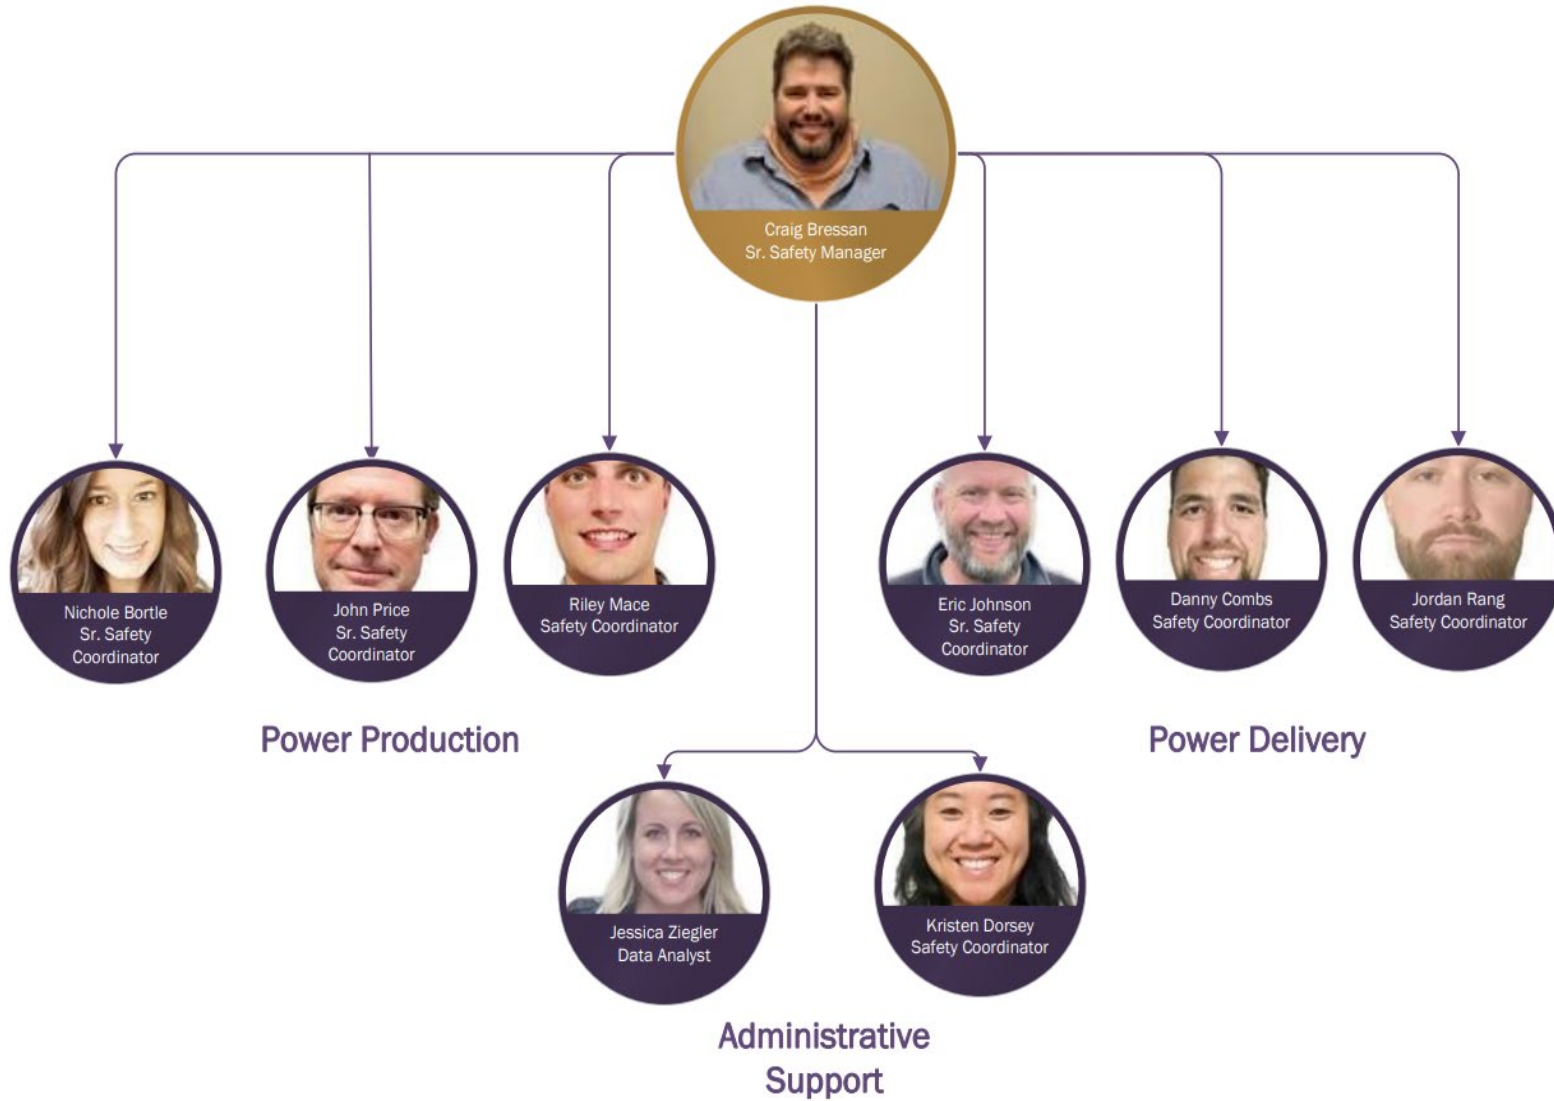 Craig Bressan
Sr. Safety Manager
Nichole Bortle
Sr. Safety
Coordinator
John Price
Sr. Safety
Coordinator
Riley Mace
Safety Coordinator
Eric Johnson
Sr. Safety
Coordinator
Danny Combs
Safety Coordinator
Jordan Rang
Safety Coordinator
Power Production
Power Delivery
Jessica Ziegler
Data Analyst
Kristen Dorsey
Safety Coordinator
Administrative
Support